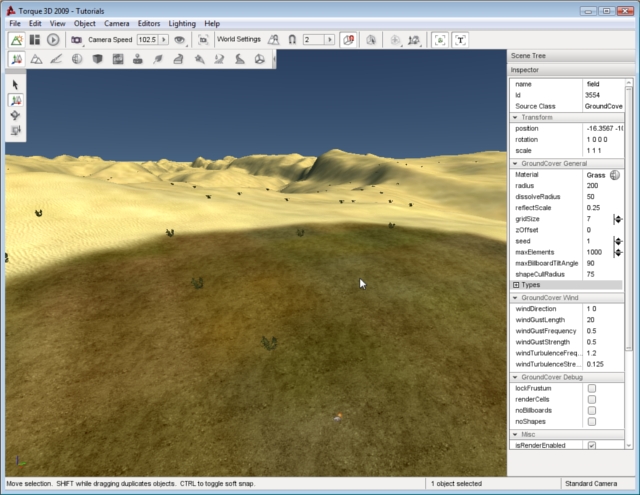 Torque 3D 2009 - Tutorials
File Edit View Object Camera Editors Lighting Help
Camera Speed 102.5 World Settings 2 T
Scene Tree
Inspector
name field
Id 3554
Source Class GroundCove
Transform
position -16.3567 -1
rotation 1 0 0 0
scale 1 1 1
GroundCover General
Material Grass
radius 200
dissolveRadius 50
reflectScale 0.25
gridSize 7
zOffset 0
seed 1
maxElements 1000
maxBillboardTiltAngle 90
shapeCullRadius 75
Types
GroundCover Wind
windDirection 1 0
windGustLength 20
windGustFrequency 0.5
windGustStrength 0.5
windTurbulenceFreq... 1.2
windTurbulenceStre... 0.125
GroundCover Debug
lockFrustum
renderCells
noBillboards
noShapes
Misc
isRenderEnabled
Move selection. SHIFT while dragging duplicates objects. CTRL to toggle soft snap.
1 object selected
Standard Camera